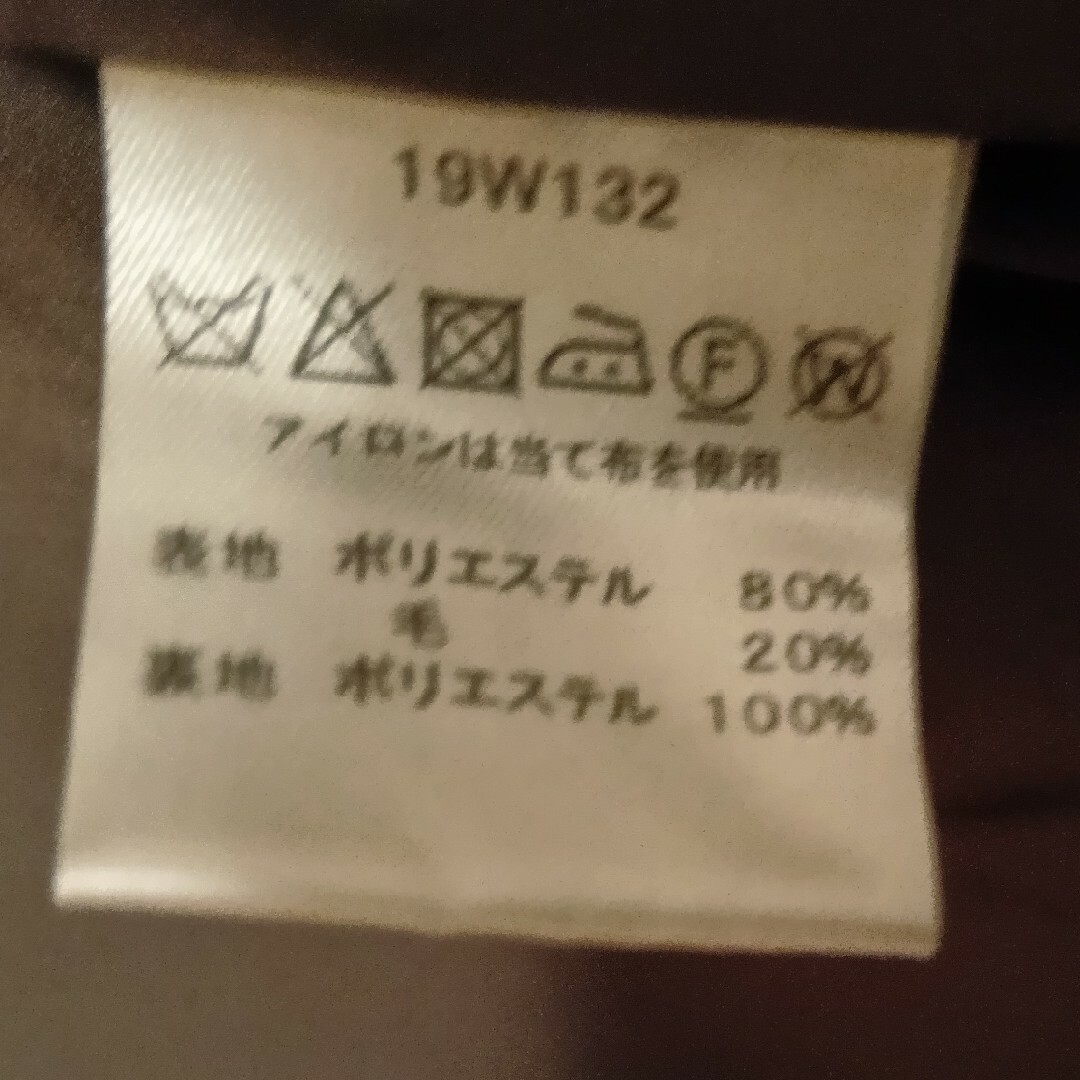 19W132
F W
アイロンは当て布を使用
表地 ポリエステル 80%
毛 20%
裏地 ポリエステル 100%